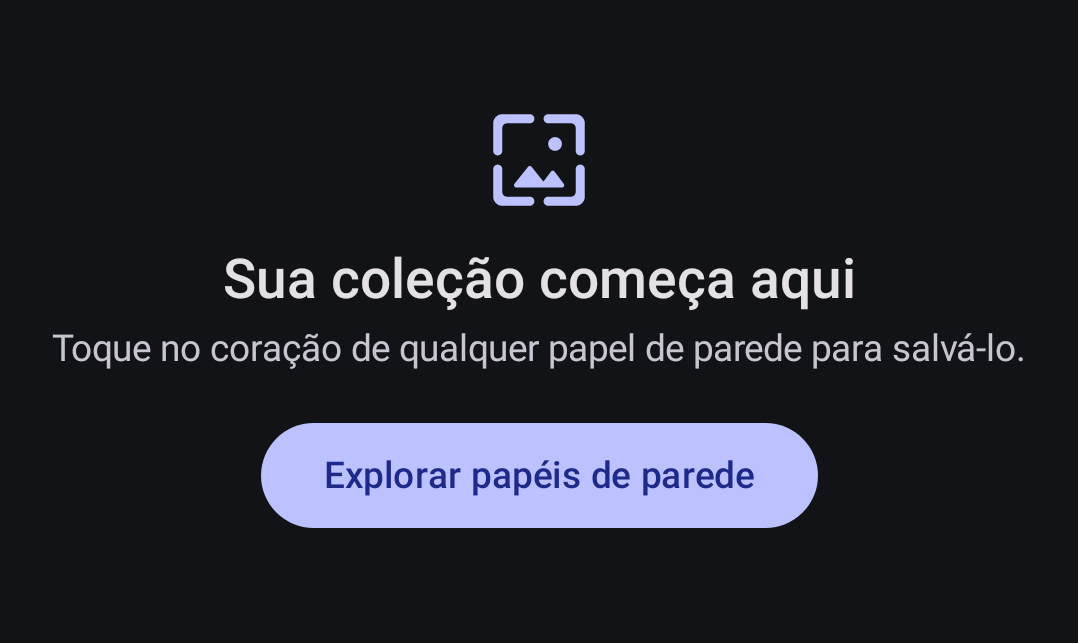 Sua coleção começa aqui
Toque no coração de qualquer papel de parede para salvá-lo.
Explorar papéis de parede